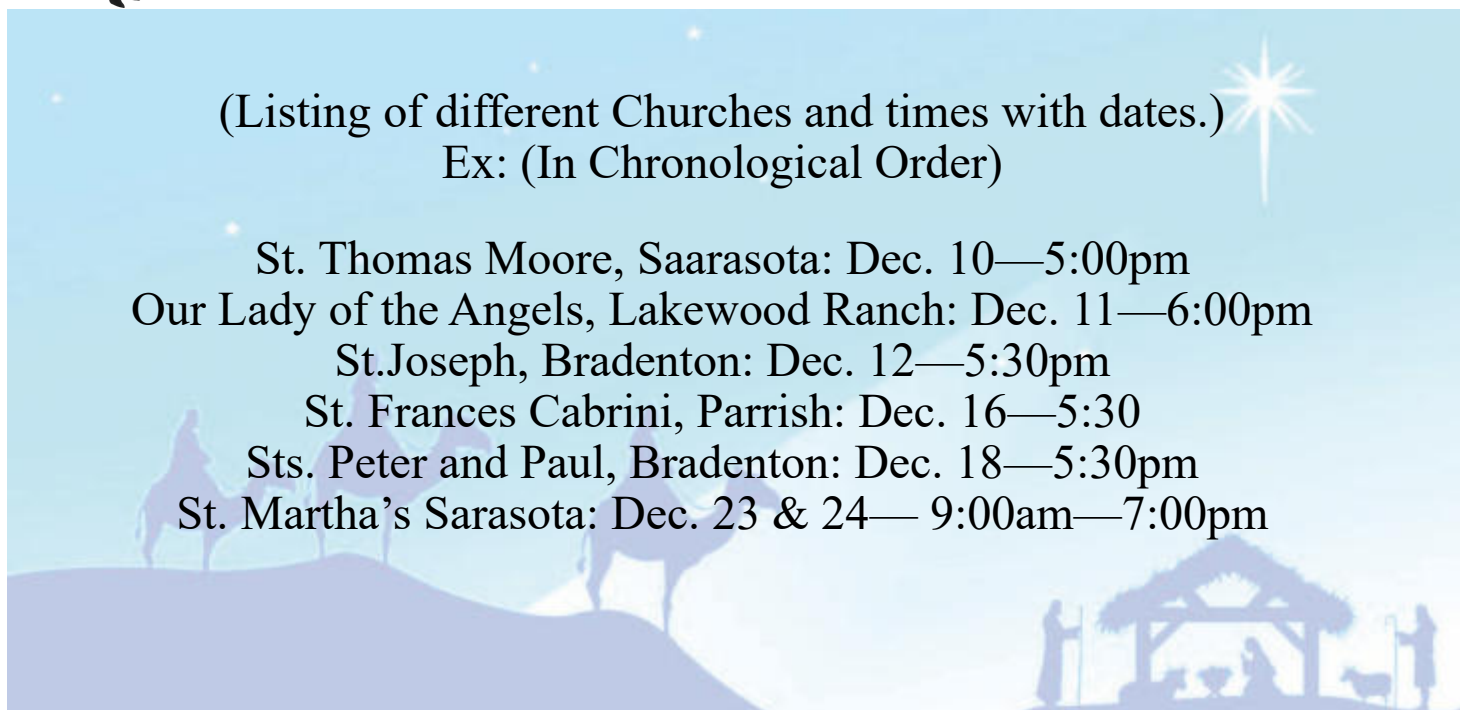 (Listing of different Churches and times with dates.)
Ex: (In Chronological Order)
St. Thomas Moore, Saarasota: Dec. 10—5:00pm
Our Lady of the Angels, Lakewood Ranch: Dec. 11—6:00pm
St.Joseph, Bradenton: Dec. 12—5:30pm
St. Frances Cabrini, Parrish: Dec. 16—5:30
Sts. Peter and Paul, Bradenton: Dec. 18—5:30pm
St. Martha’s Sarasota: Dec. 23 & 24— 9:00am—7:00pm